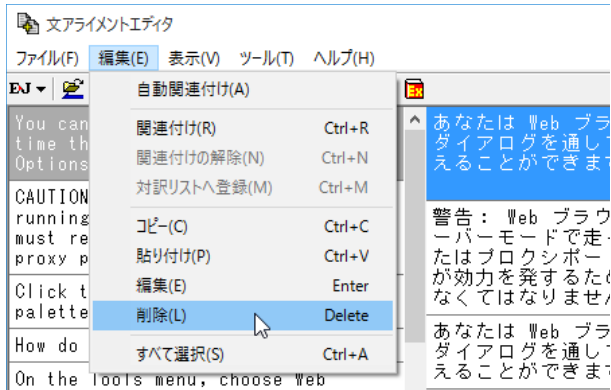 文アライメントエディタ
ファイル(F) 編集(E) 表示(V) ツール(T) ヘルプ(H)
EXJ
自動関連付け(A)
関連付け(R) Ctrl+R
関連付けの解除(N) Ctrl+N
対訳リストへ登録(M) Ctrl+M
コピー(C) Ctrl+C
貼り付け(P) Ctrl+V
編集(E) Enter
削除(L) Delete
すべて選択(S) Ctrl+A
You can
time th
Options
CAUTION
running
must re
proxy p
Click t
palette
How do
On the Tools menu, choose Web
あなたは Web ブラ
ダイアログを通し
えることができま
警告： Web ブラウ
ーバーモードで走
たはプロクシポー
が効力を発するた
なくてはなりませ
あなたは Web ブラ
ダイアログを通し
えることができま